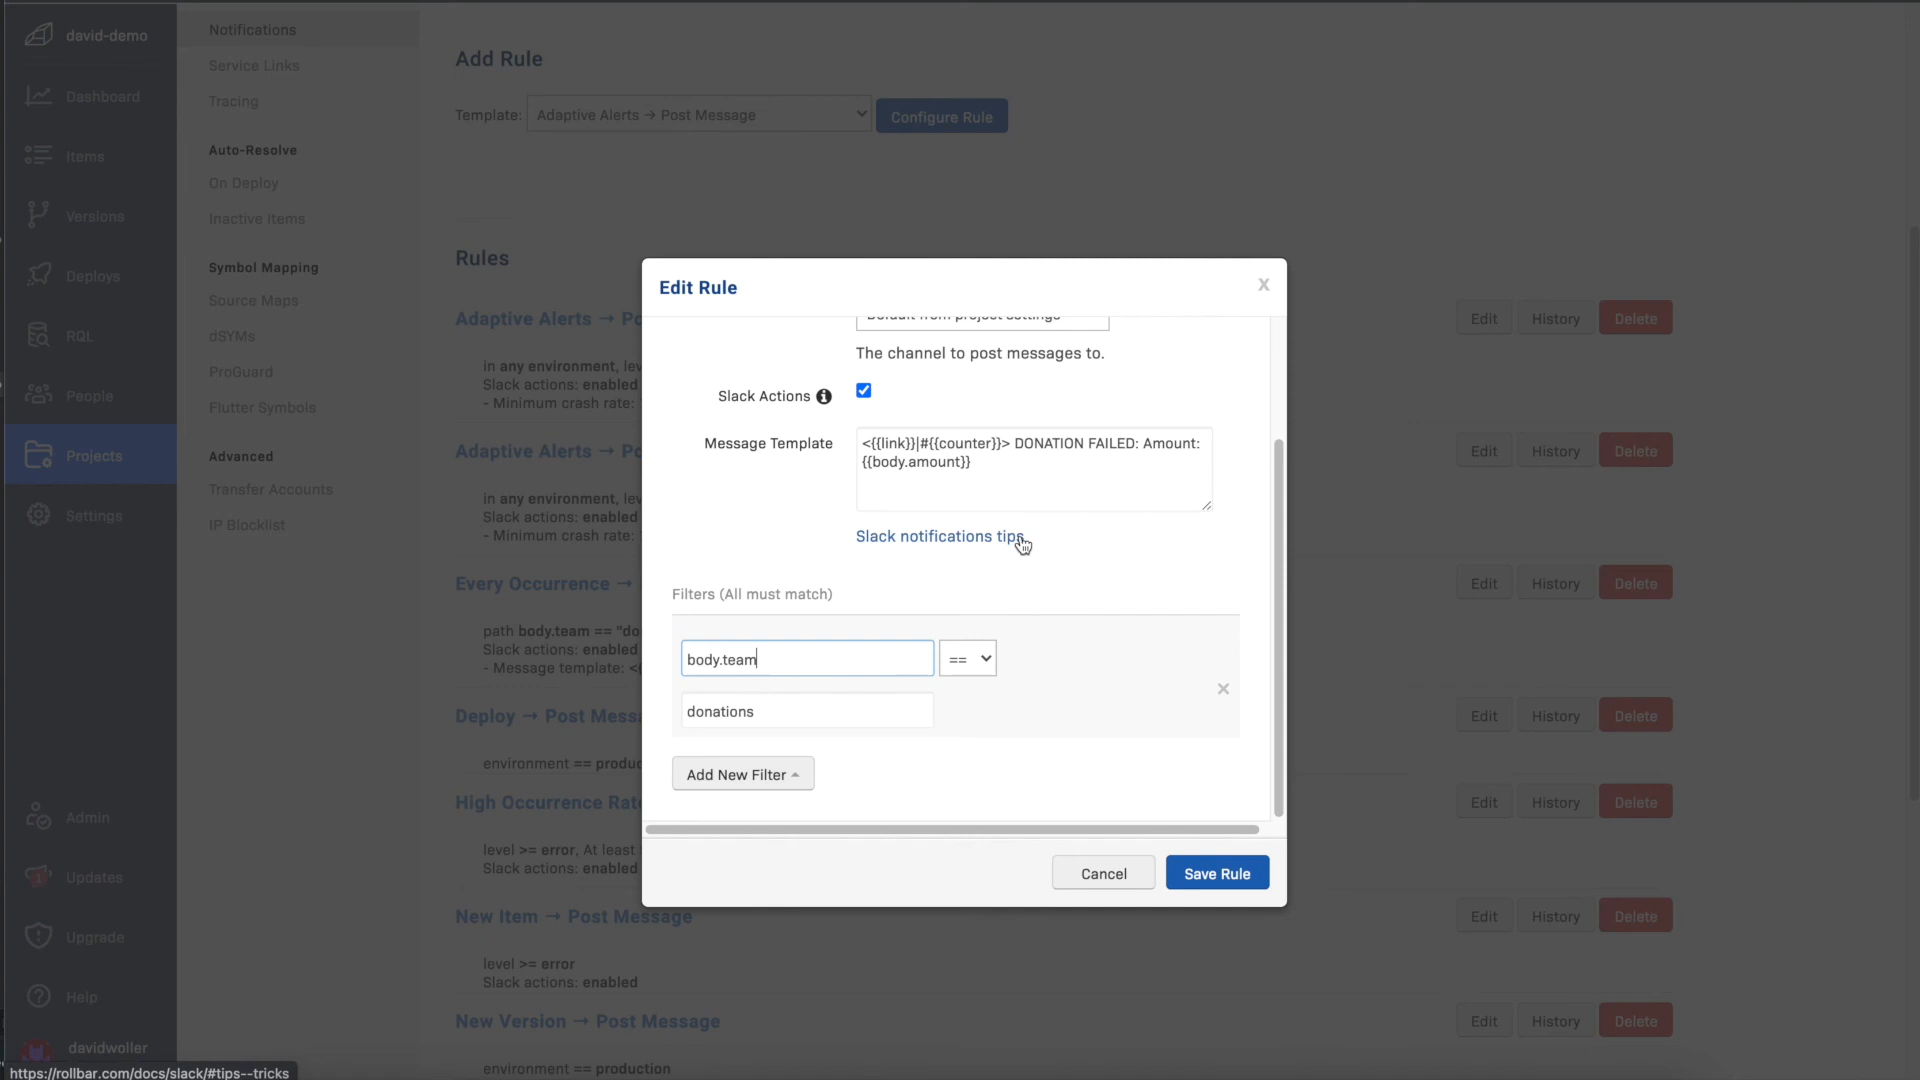 david-demo
Dashboard
Items
Versions
Deploys
RQL
People
Projects
Settings
Admin
1
Updates
Upgrade
Help
davidwoller
https://rollbar.com/docs/slack/#tips--tricks
Notifications
Service Links
Tracing
Auto-Resolve
On Deploy
Inactive Items
Symbol Mapping
Source Maps
dSYMs
ProGuard
Flutter Symbols
Advanced
Transfer Accounts
IP Blocklist
Add Rule
Template: Adaptive Alerts → Post Message Configure Rule
Rules
Adaptive Alerts →
Edit History Delete
in any environment,
Slack actions: enabled
- Minimum crash rate:
Adaptive Alerts →
Edit History Delete
in any environment,
Slack actions: enabled
- Minimum crash rate:
Every Occurrence →
Edit History Delete
path body.team == "do
Slack actions: enabled
- Message template: <
Deploy → Post Messa
Edit History Delete
environment == produc
High Occurrence Rat
Edit History Delete
level >= error, At least
Slack actions: enabled
New Item → Post Message
Edit History Delete
level >= error
Slack actions: enabled
New Version → Post Message
Edit History Delete
environment == production
Edit Rule
X
The channel to post messages to.
Slack Actions
Message Template
<{{link}}|#{{counter}}> DONATION FAILED: Amount:
{{body.amount}}
Slack notifications tips
Filters (All must match)
body.team ==
donations
Add New Filter
Cancel Save Rule